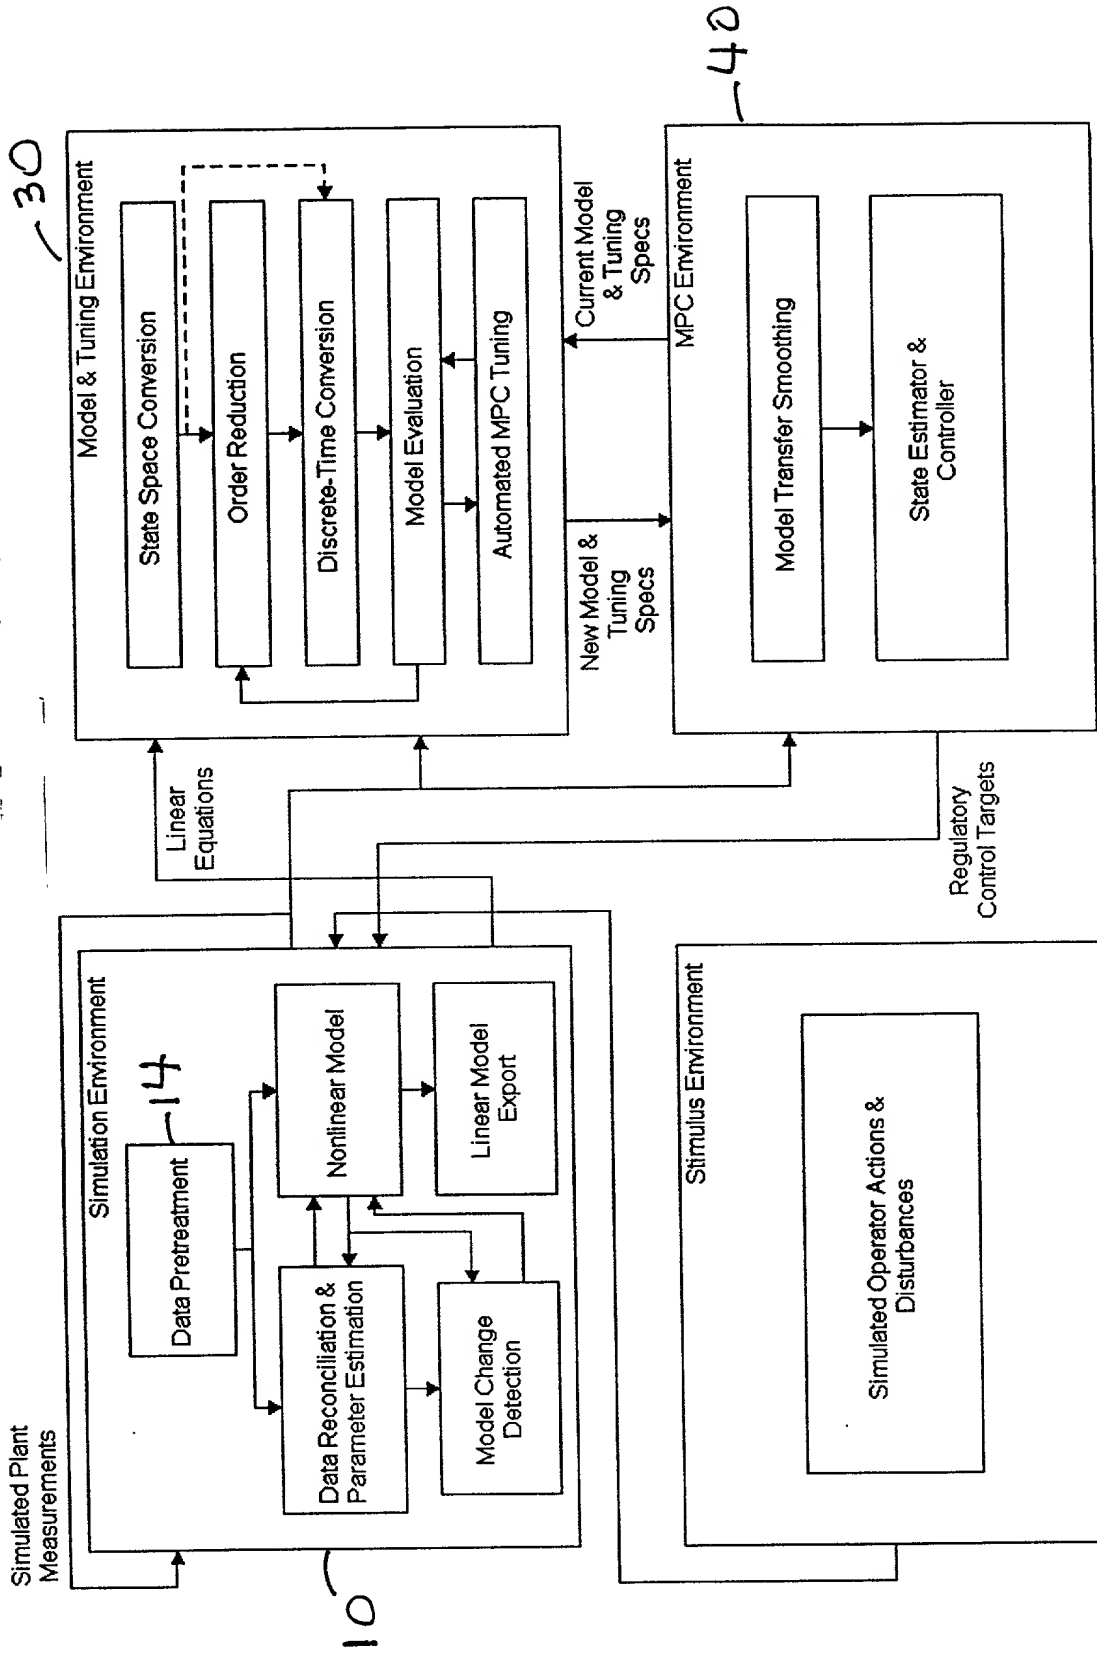 Simulated Plant
Measurements
Simulation Environment
Data Pretreatment
14
Data Reconciliation &
Parameter Estimation
Nonlinear Model
Model Change
Detection
Linear Model
Export
10
Linear
Equations
Model & Tuning Environment
30
State Space Conversion
Order Reduction
Discrete-Time Conversion
Model Evaluation
Automated MPC Tuning
New Model &
Tuning
Specs
Current Model
& Tuning
Specs
Stimulus Environment
Simulated Operator Actions &
Disturbances
Regulatory
Control Targets
MPC Environment
40
Model Transfer Smoothing
State Estimator &
Controller